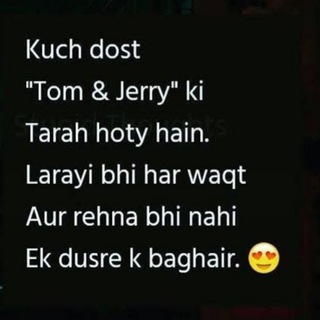 Kuch dost
"Tom & Jerry" ki
Tarah hoty hain.
Larayi bhi har waqt
Aur rehna bhi nahi
Ek dusre k baghair. 😍